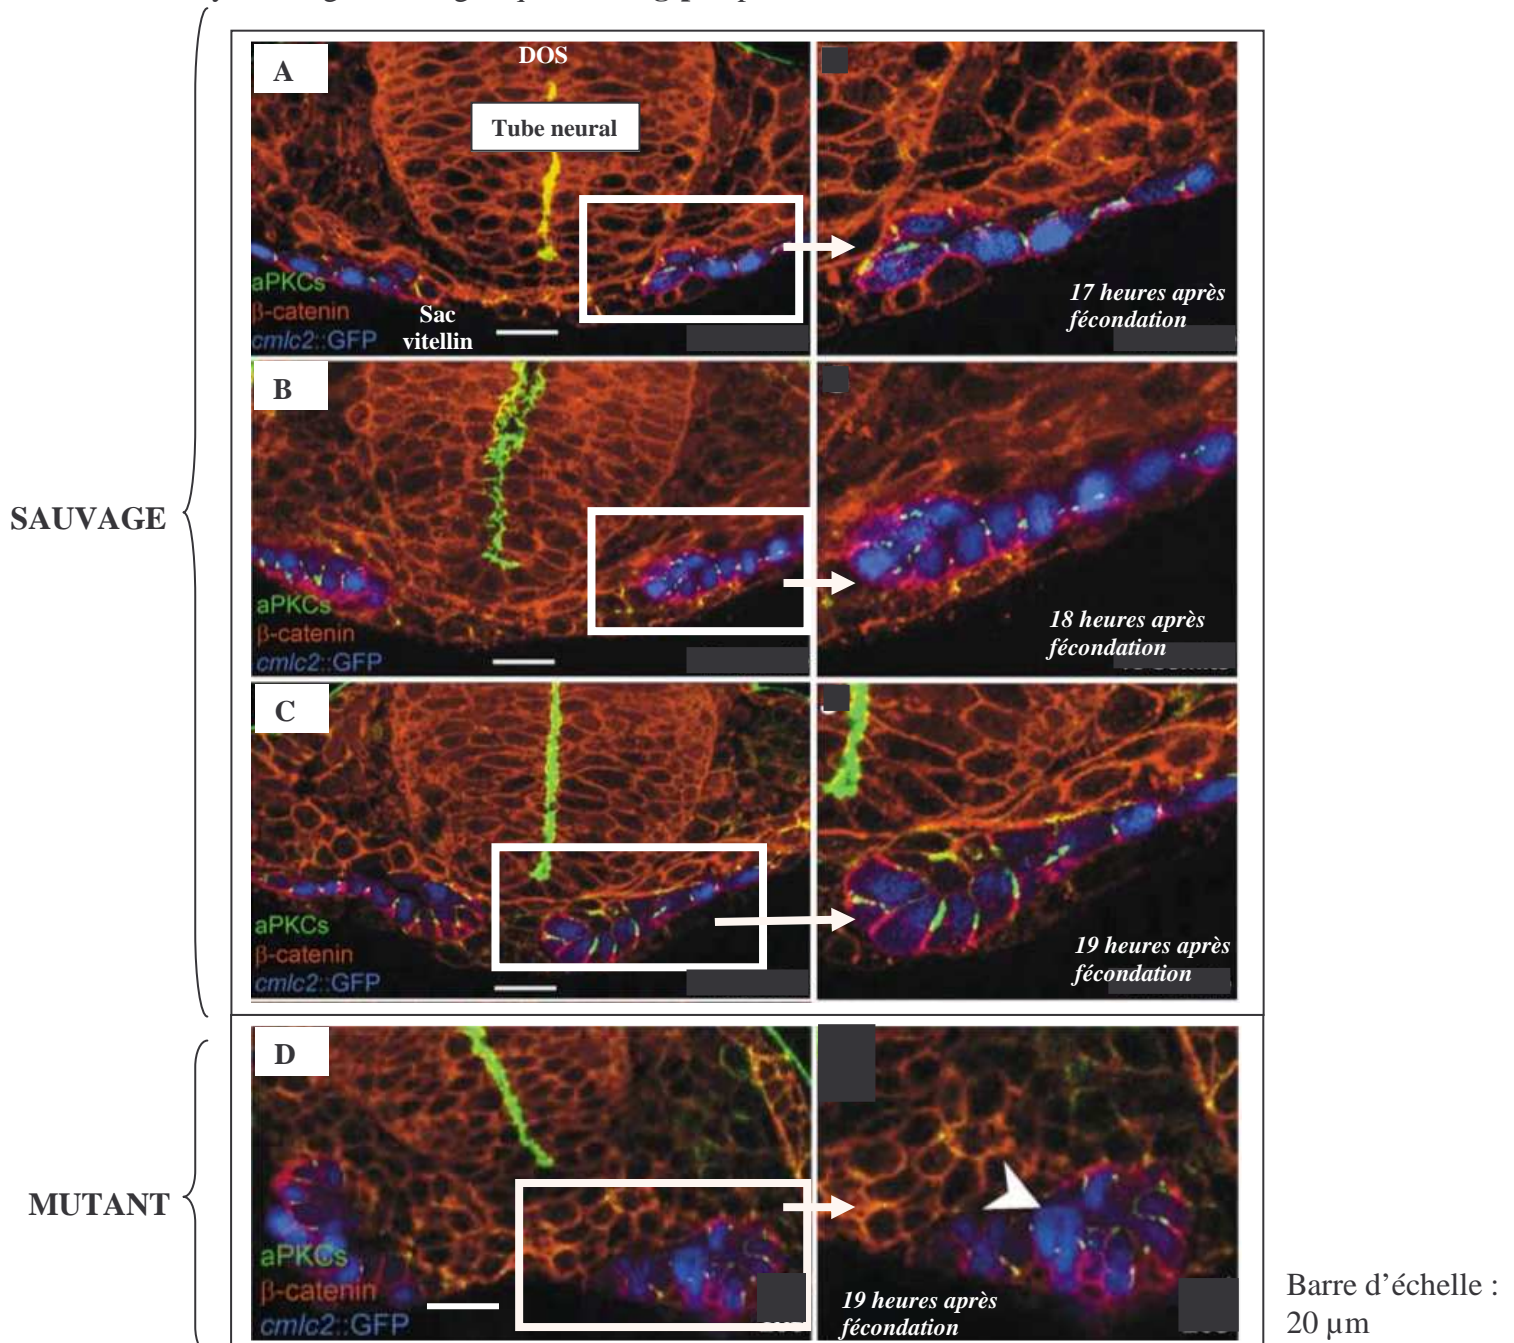 A
DOS
Tube neural
aPKCs
β-catenin
cmlc2::GFP
Sac
vitellin
17 heures après
fécondation
B
aPKCs
β-catenin
cmlc2::GFP
18 heures après
fécondation
SAUVAGE
C
aPKCs
β-catenin
cmlc2::GFP
19 heures après
fécondation
D
MUTANT
aPKCs
β-catenin
cmlc2::GFP
19 heures après
fécondation
Barre d'échelle :
20 µm